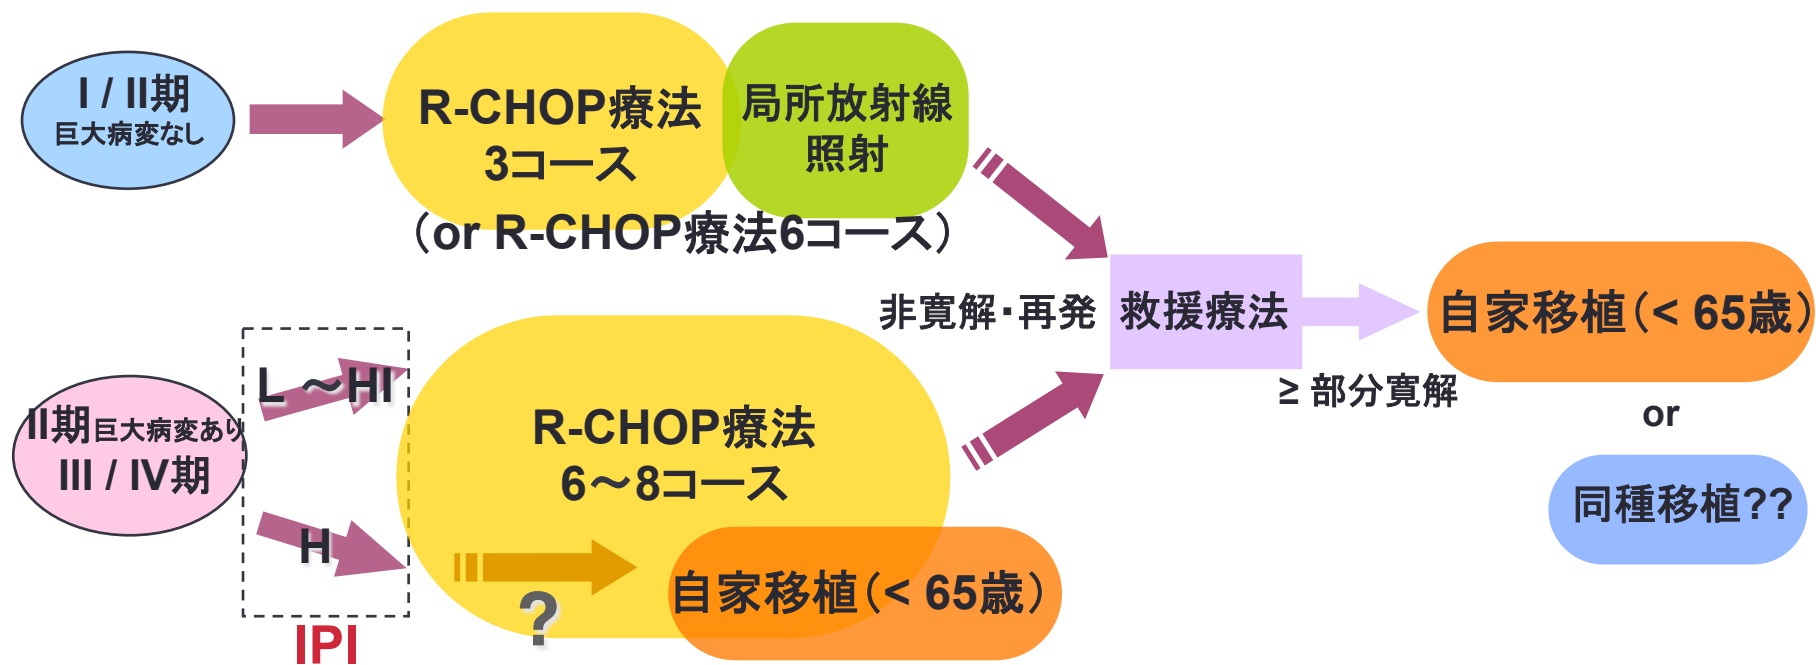 I / II期
巨大病変なし
R-CHOP療法
3コース
局所放射線
照射
（or R-CHOP療法6コース）
非寛解・再発
救援療法
≥ 部分寛解
自家移植（< 65歳）
or
同種移植??
II期巨大病変あり
III / IV期
L ～HI
H
IPI
R-CHOP療法
6～8コース
?
自家移植（< 65歳）